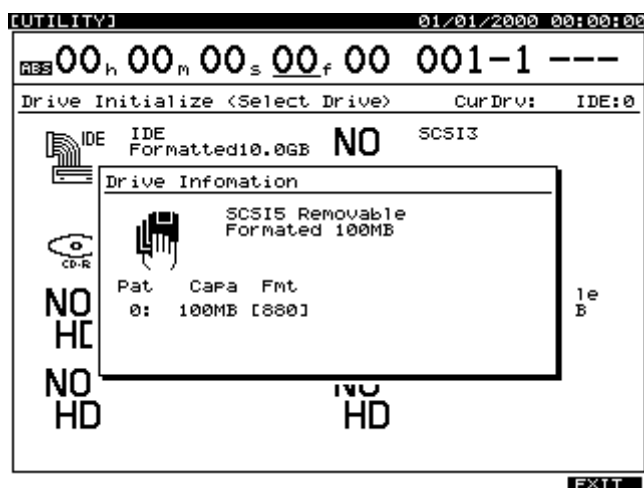 [UTILITY] 01/01/2000 00:00:00
ABS 00h 00m 00s 00f 00 001-1 ---
Drive Initialize <Select Drive> CurDrv: IDE:0
IDE
IDE
Formatted10.0GB
NO
SCSI3
Drive Infomation
SCSI5 Removable
Formated 100MB
Pat Capa Fmt
0: 100MB [880]
CD-R
NO
HD
le
B
NO
HD
NO
HD
EXIT